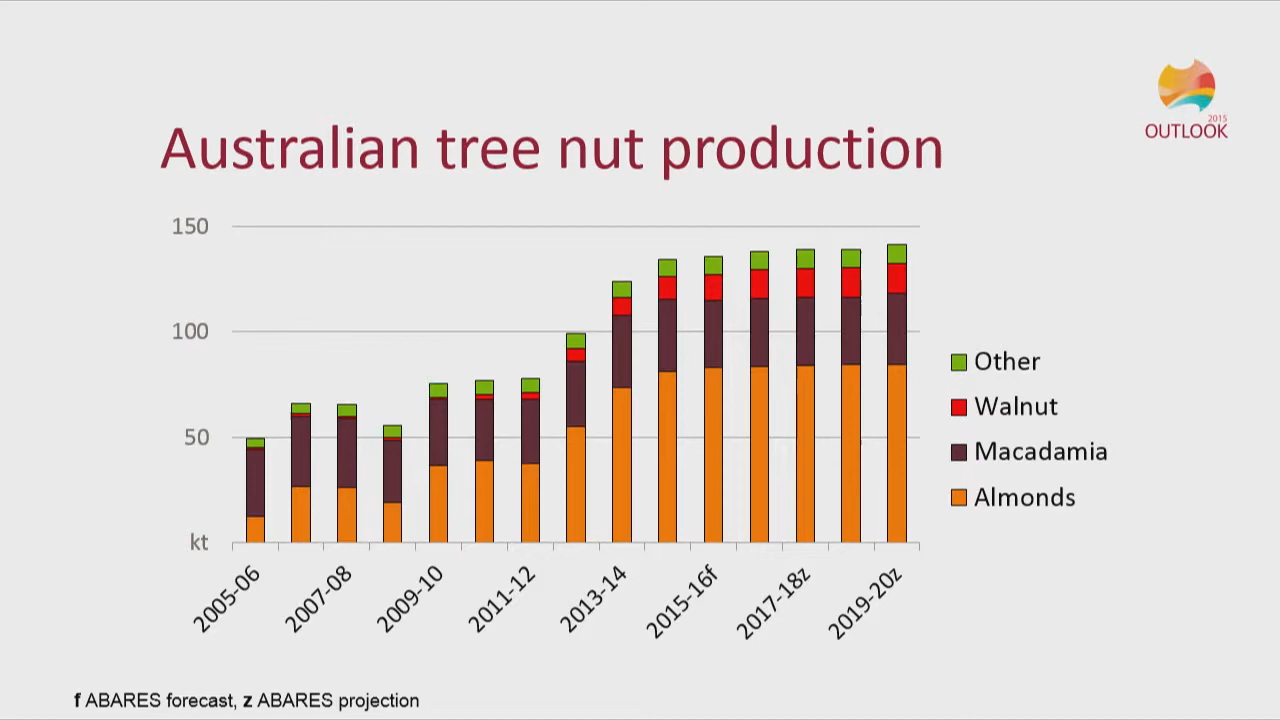 2015
OUTLOOK
Australian tree nut production
150
100
50
kt
Other
Walnut
Macadamia
Almonds
2005-06
2007-08
2009-10
2011-12
2013-14
2015-16f
2017-18z
2019-20z
f ABARES forecast, z ABARES projection